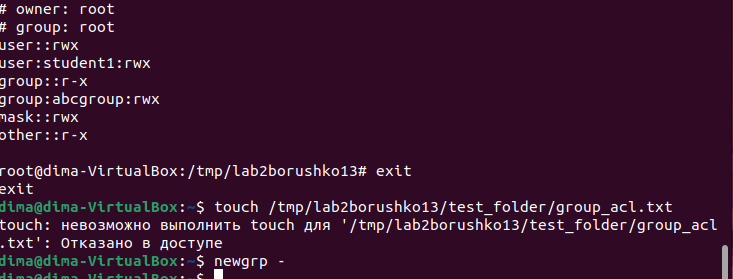 # owner: root
# group: root
user::rwx
user:student1:rwx
group::r-x
group:abcgroup:rwx
mask::rwx
other::r-x
root@dima-VirtualBox:/tmp/lab2borushko13# exit
exit
dima@dima-VirtualBox:~$ touch /tmp/lab2borushko13/test_folder/group_acl.txt
touch: невозможно выполнить touch для '/tmp/lab2borushko13/test_folder/group_acl
.txt': Отказано в доступе
dima@dima-VirtualBox:~$ newgrp -
dima@dima-VirtualBox:~$